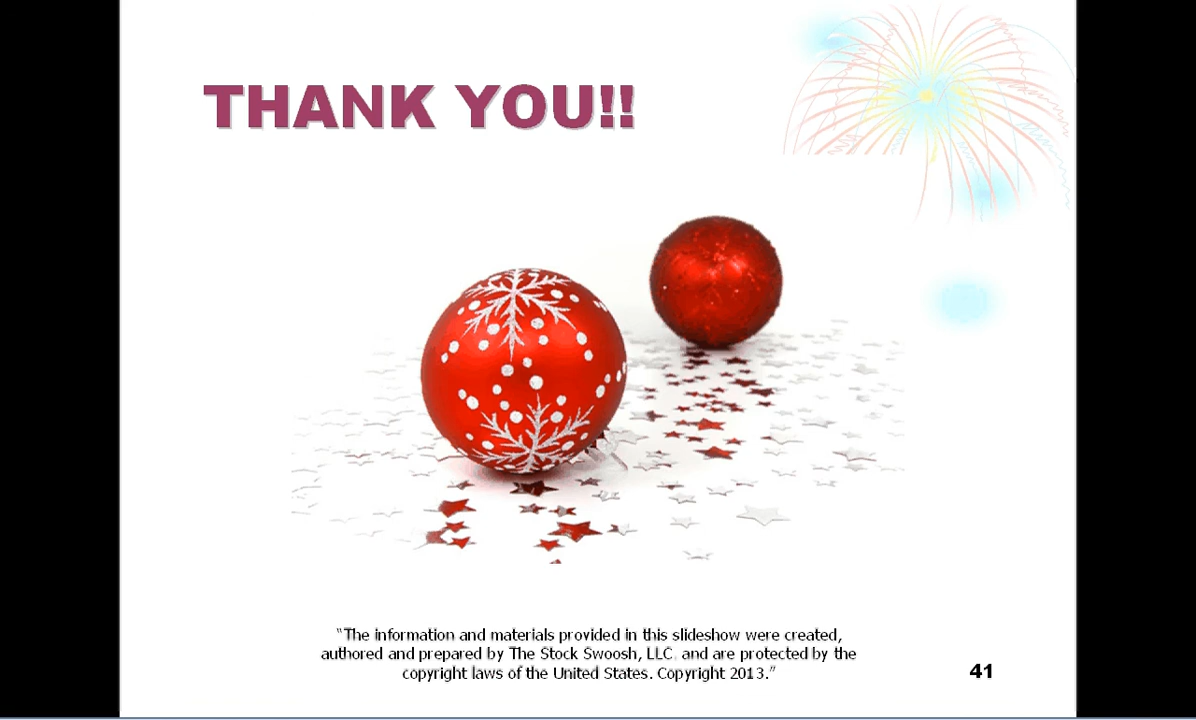 THANK YOU!!
“The information and materials provided in this slideshow were created,
authored and prepared by The Stock Swoosh, LLC. and are protected by the
copyright laws of the United States. Copyright 2013.”
41